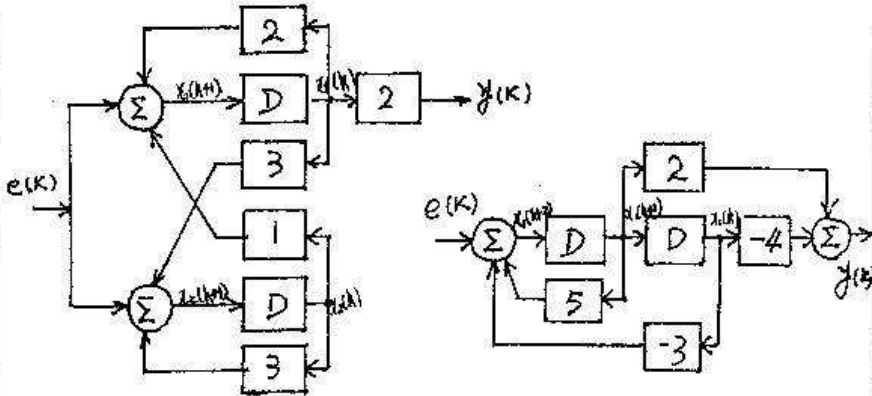 2
x₁(k+1)
D
x₁(k)
2
y(k)
Σ
3
e(k)
1
Σ
x₂(k+1)
D
x₂(k)
3
2
e(k)
Σ
D
D
x₁(k)
-4
Σ
y(k)
5
-3